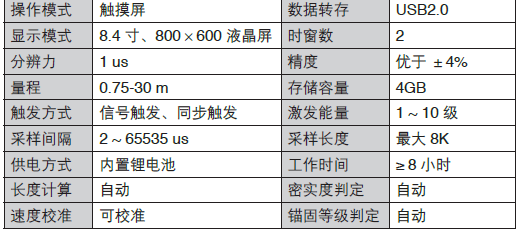 操作模式 触摸屏 数据转存 USB2.0
显示模式 8.4 寸、800×600 液晶屏 时窗数 2
分辨力 1 us 精度 优于 ±4%
量程 0.75-30 m 存储容量 4GB
触发方式 信号触发、同步触发 激发能量 1～10 级
采样间隔 2～65535 us 采样长度 最大 8K
供电方式 内置锂电池 工作时间 ≥8 小时
长度计算 自动 密实度判定 自动
速度校准 可校准 锚固等级判定 自动